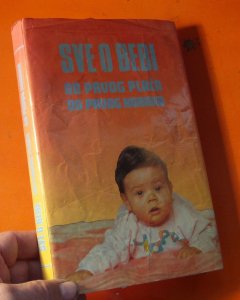 SVE O BEBI
OD PRVOG PLAČA
DO PRVOG KORAKA